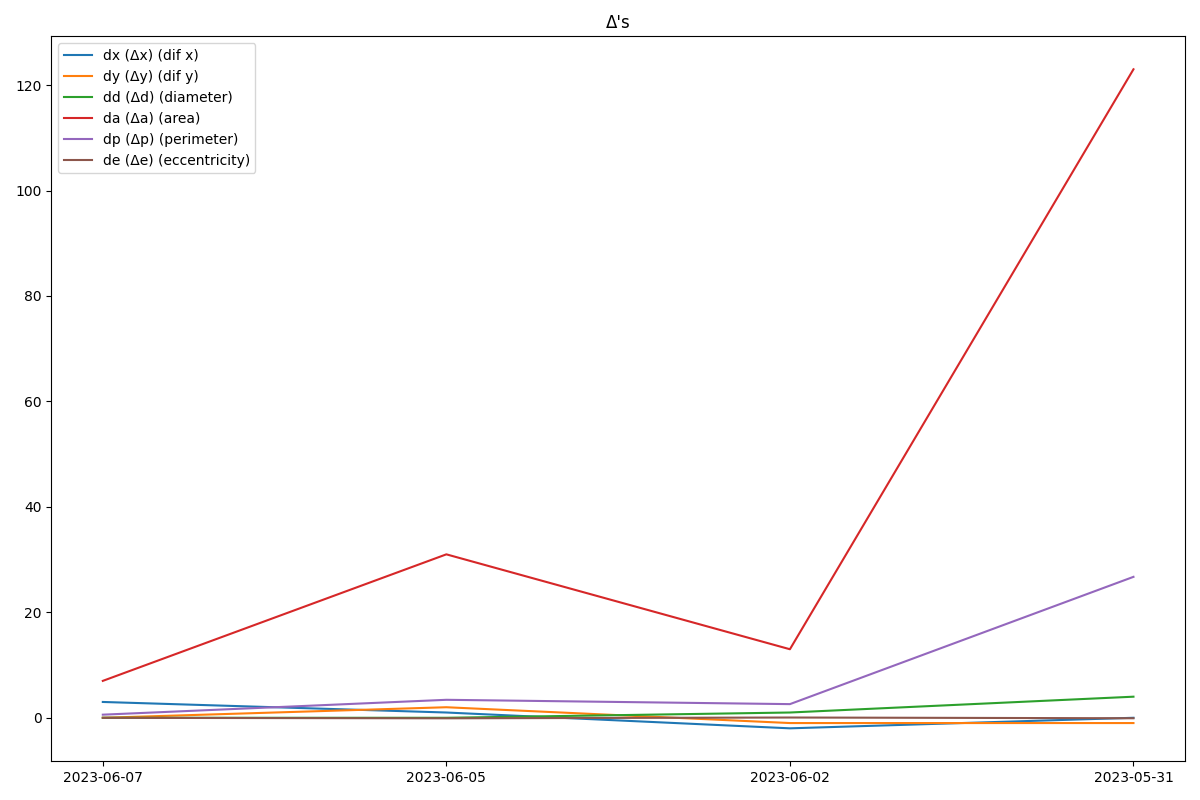 Δ's
dx (Δx) (dif x)
dy (Δy) (dif y)
dd (Δd) (diameter)
da (Δa) (area)
dp (Δp) (perimeter)
de (Δe) (eccentricity)
120
100
80
60
40
20
0
2023-06-07 2023-06-05 2023-06-02 2023-05-31